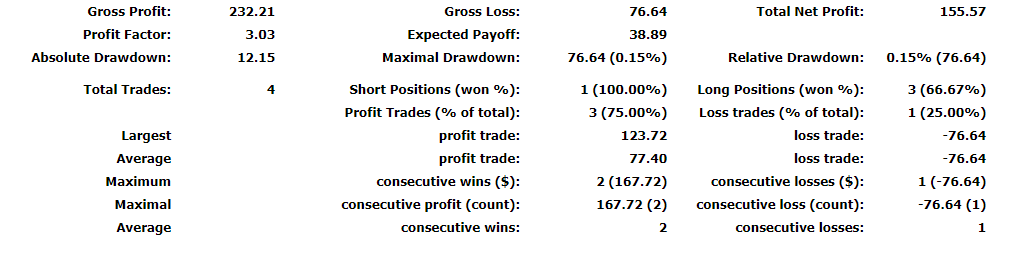 Gross Profit: 232.21 Gross Loss: 76.64 Total Net Profit: 155.57
Profit Factor: 3.03 Expected Payoff: 38.89
Absolute Drawdown: 12.15 Maximal Drawdown: 76.64 (0.15%) Relative Drawdown: 0.15% (76.64)
Total Trades: 4 Short Positions (won %): 1 (100.00%) Long Positions (won %): 3 (66.67%)
Profit Trades (% of total): 3 (75.00%) Loss trades (% of total): 1 (25.00%)
Largest profit trade: 123.72 loss trade: -76.64
Average profit trade: 77.40 loss trade: -76.64
Maximum consecutive wins ($): 2 (167.72) consecutive losses ($): 1 (-76.64)
Maximal consecutive profit (count): 167.72 (2) consecutive loss (count): -76.64 (1)
Average consecutive wins: 2 consecutive losses: 1